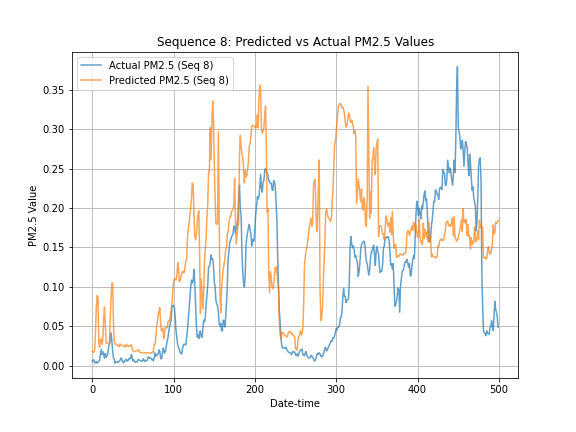 Sequence 8: Predicted vs Actual PM2.5 Values
Actual PM2.5 (Seq 8)
Predicted PM2.5 (Seq 8)
PM2.5 Value
0.35
0.30
0.25
0.20
0.15
0.10
0.05
0.00
0 100 200 300 400 500
Date-time